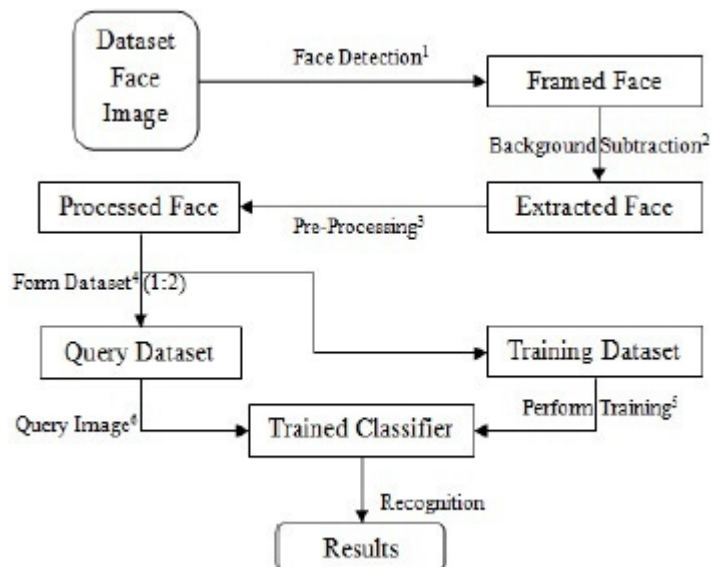 Dataset
Face
Image
Face Detection¹
Framed Face
Background Subtraction²
Extracted Face
Pre-Processing³
Processed Face
Form Dataset⁴ (1:2)
Query Dataset
Training Dataset
Query Image⁶
Perform Training⁵
Trained Classifier
Recognition
Results